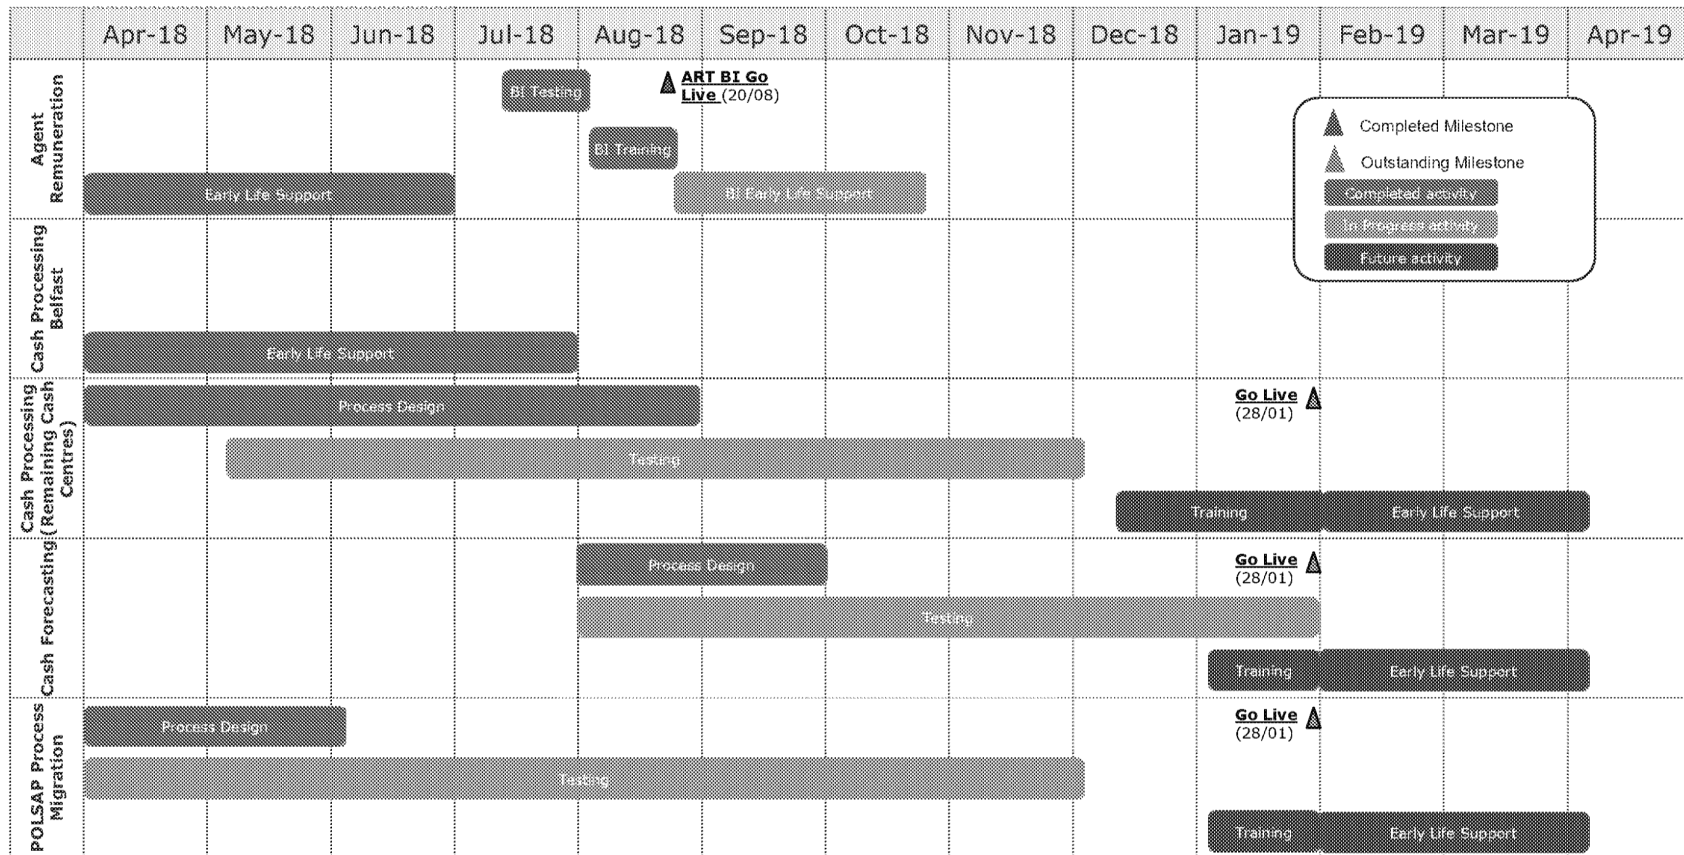 Apr-18 May-18 Jun-18 Jul-18 Aug-18 Sep-18 Oct-18 Nov-18 Dec-18 Jan-19 Feb-19 Mar-19 Apr-19
Agent
Remuneration
BI Testing
ART BI Go
Live (20/08)
BI Training
Early Life Support
BI Early Life Support
Completed Milestone
Outstanding Milestone
Completed activity
In Progress activity
Future activity
Cash Processing
Belfast
Early Life Support
Cash Processing
(Remaining Cash
Centres)
Process Design
Go Live
(28/01)
Testing
Training
Early Life Support
Cash Forecasting
Process Design
Go Live
(28/01)
Testing
Training
Early Life Support
POLSAP Process
Migration
Process Design
Go Live
(28/01)
Testing
Training
Early Life Support